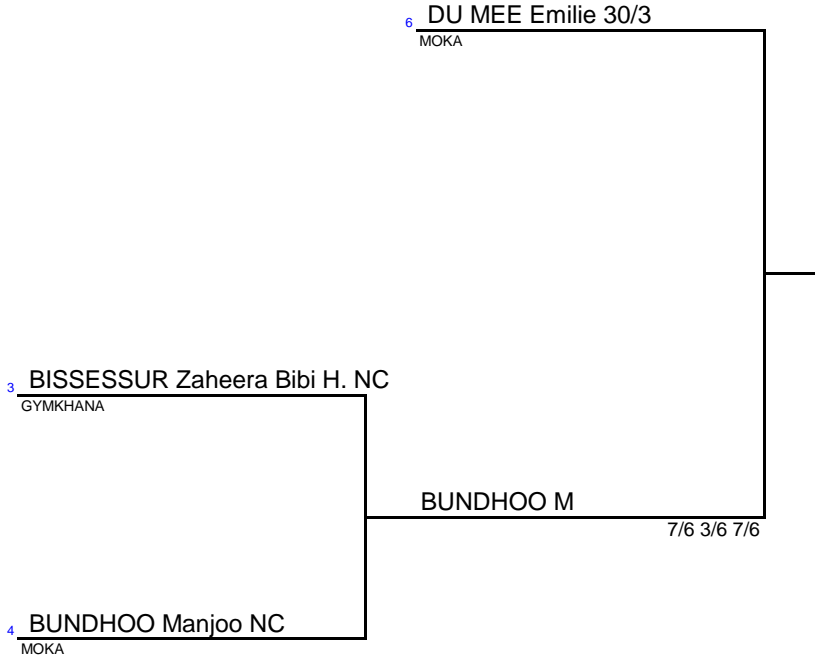 6 DU MEE Emilie 30/3
MOKA
3 BISSESSUR Zaheera Bibi H. NC
GYMKHANA
BUNDHOO M
7/6 3/6 7/6
4 BUNDHOO Manjoo NC
MOKA